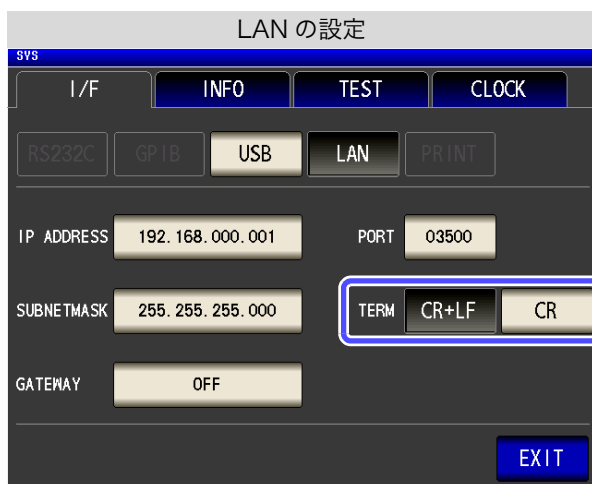 LAN の設定
SYS
I/F INFO TEST CLOCK
RS232C GPIB USB LAN PRINT
IP ADDRESS 192.168.000.001 PORT 03500
SUBNETMASK 255.255.255.000 TERM CR+LF CR
GATEWAY OFF
EXIT